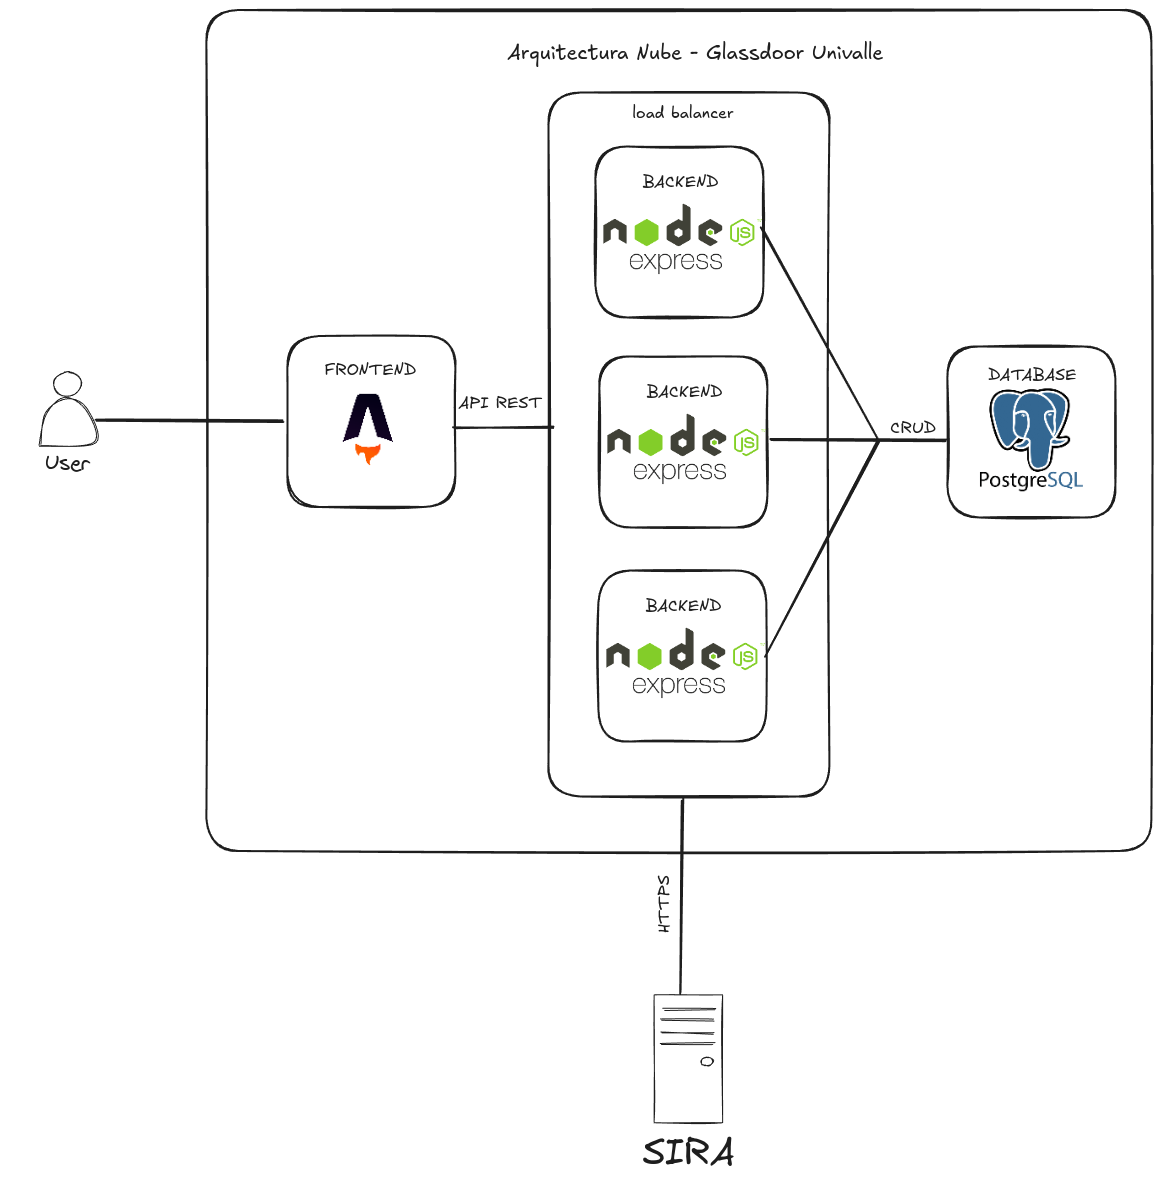 Arquitectura Nube - Glassdoor Univalle
load balancer
BACKEND
node JS
express
FRONTEND
API REST
BACKEND
node JS
express
CRUD
DATABASE
PostgreSQL
User
BACKEND
node JS
express
HTTPS
SIRA